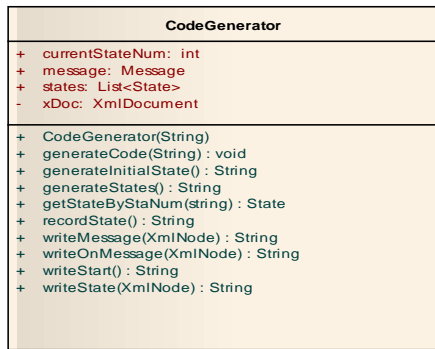 CodeGenerator
+ currentStateNum: int
+ message: Message
+ states: List<State>
- xDoc: XmlDocument
+ CodeGenerator(String)
+ generateCode(String) : void
+ generateInitialState() : String
+ generateStates() : String
+ getStateByStaNum(string) : State
+ recordState() : String
+ writeMessage(XmlNode) : String
+ writeOnMessage(XmlNode) : String
+ writeStart() : String
+ writeState(XmlNode) : String